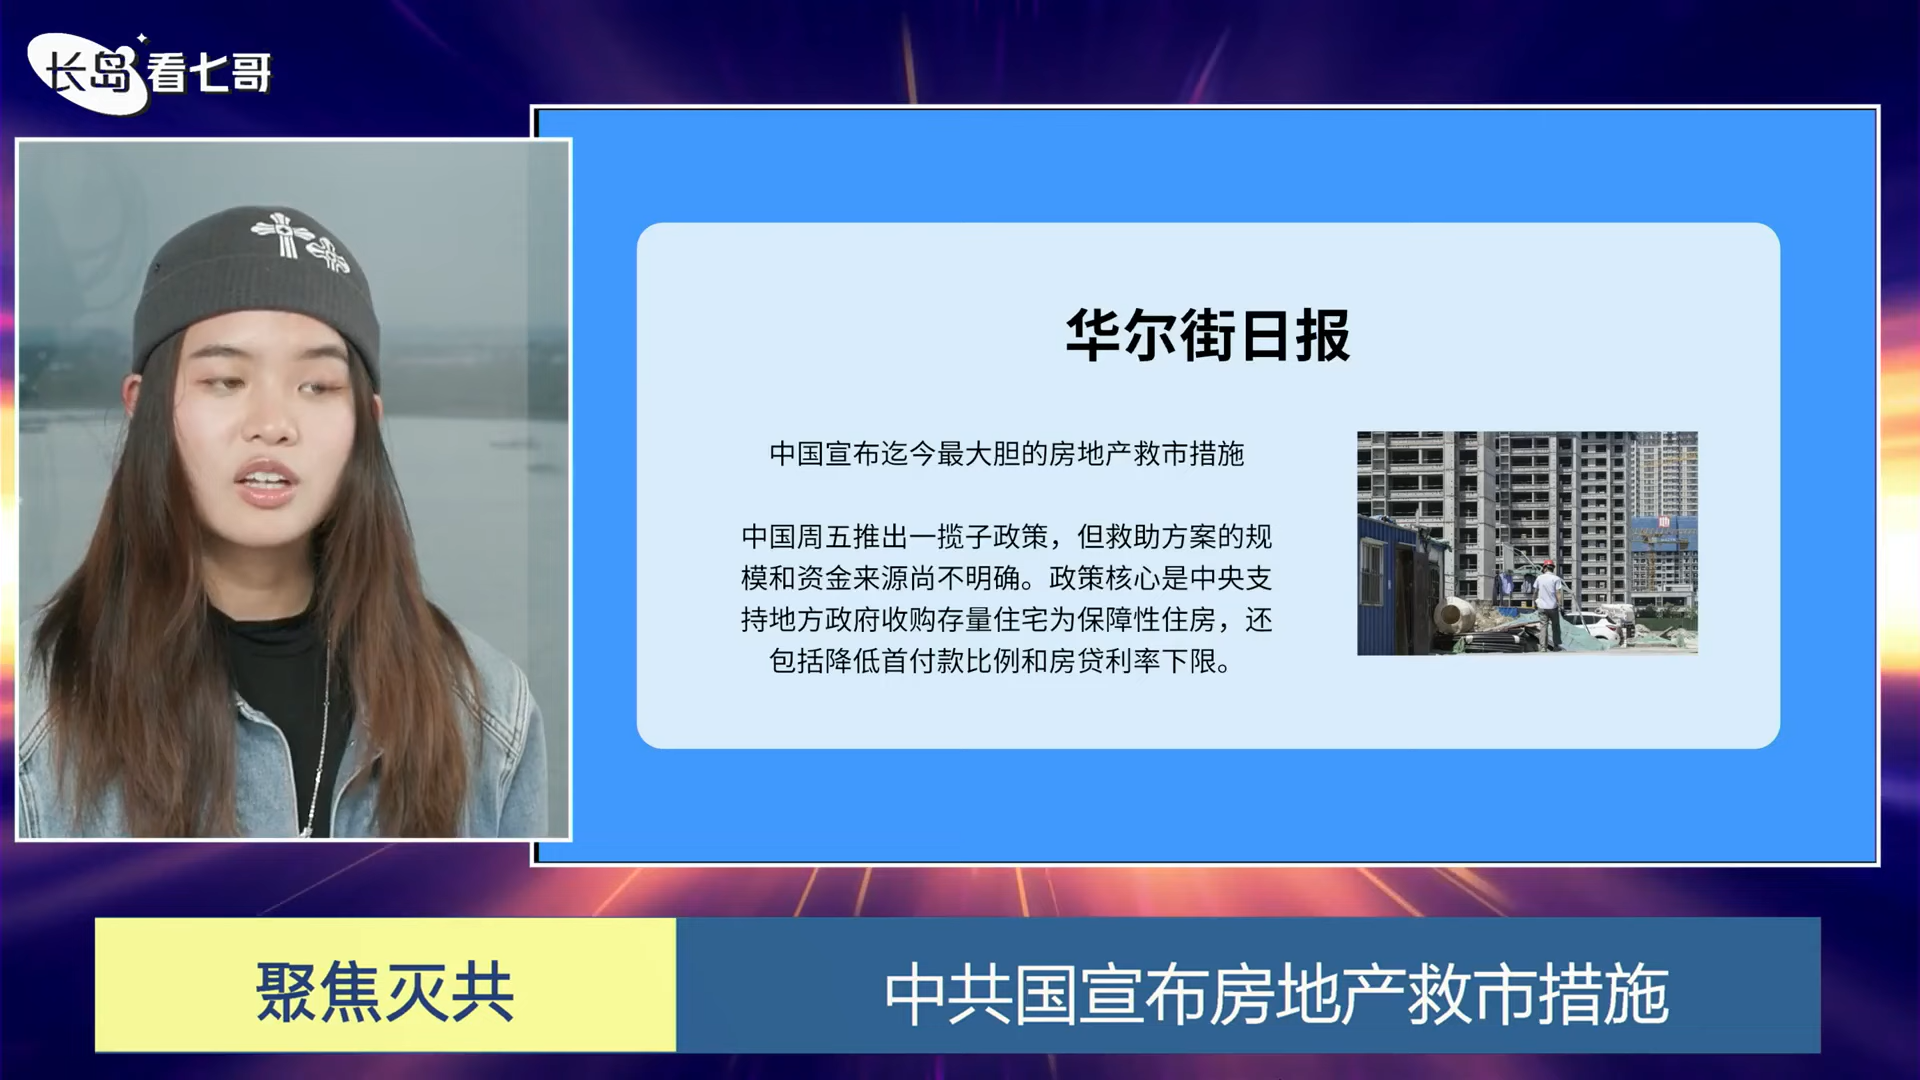 长岛看七哥
华尔街日报
中国宣布迄今最大胆的房地产救市措施
中国周五推出一揽子政策，但救助方案的规
模和资金来源尚不明确。政策核心是中央支
持地方政府收购存量住宅为保障性住房，还
包括降低首付款比例和房贷利率下限。
聚焦灭共
中共国宣布房地产救市措施